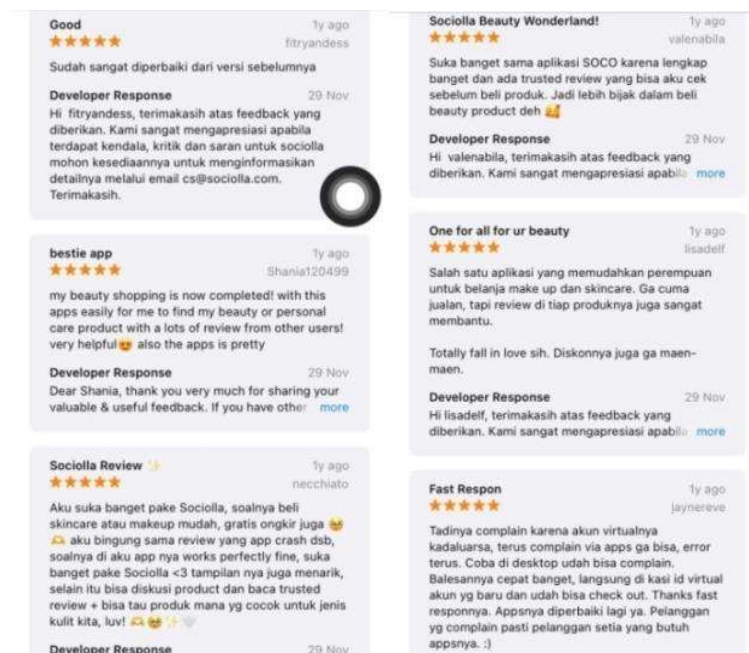 Good 1y ago
fitryandess
Sudah sangat diperbaiki dari versi sebelumnya
Developer Response 29 Nov
Hi fitryandess, terimakasih atas feedback yang
diberikan. Kami sangat mengapresiasi apabila
terdapat kendala, kritik dan saran untuk sociolla
mohon kesediaannya untuk menginformasikan
detailnya melalui email cs@sociolla.com.
Terimakasih.
bestie app 1y ago
Shania120499
my beauty shopping is now completed! with this
apps easily for me to find my beauty or personal
care product with a lots of review from other users!
very helpful😍 also the apps is pretty
Developer Response 29 Nov
Dear Shania, thank you very much for sharing your
valuable & useful feedback. If you have other more
Sociolla Review ✨ 1y ago
necchiato
Aku suka banget pake Sociolla, soalnya beli
skincare atau makeup mudah, gratis ongkir juga 🥹
🫶 aku bingung sama review yang app crash dsb,
soalnya di aku app nya works perfectly fine, suka
banget pake Sociolla <3 tampilan nya juga menarik,
selain itu bisa diskusi product dan baca trusted
review + bisa tau produk mana yg cocok untuk jenis
kulit kita, luv! 🫶🥹✨🤍
Developer Response 29 Nov
Sociolla Beauty Wonderland! 1y ago
valenabila
Suka banget sama aplikasi SOCO karena lengkap
banget dan ada trusted review yang bisa aku cek
sebelum beli produk. Jadi lebih bijak dalam beli
beauty product deh 🥰
Developer Response 29 Nov
Hi valenabila, terimakasih atas feedback yang
diberikan. Kami sangat mengapresiasi apabila more
One for all for ur beauty 1y ago
lisadelf
Salah satu aplikasi yang memudahkan perempuan
untuk belanja make up dan skincare. Ga cuma
jualan, tapi review di tiap produknya juga sangat
membantu.
Totally fall in love sih. Diskonnya juga ga maen-
maen.
Developer Response 29 Nov
Hi lisadelf, terimakasih atas feedback yang
diberikan. Kami sangat mengapresiasi apabila more
Fast Respon 1y ago
jaynereve
Tadinya complain karena akun virtualnya
kadaluarsa, terus complain via apps ga bisa, error
terus. Coba di desktop udah bisa complain.
Balesannya cepat banget, langsung di kasi id virtual
akun yg baru dan udah bisa check out. Thanks fast
responnya. Appsnya diperbaiki lagi ya. Pelanggan
yg complain pasti pelanggan setia yang butuh
appsnya. :)